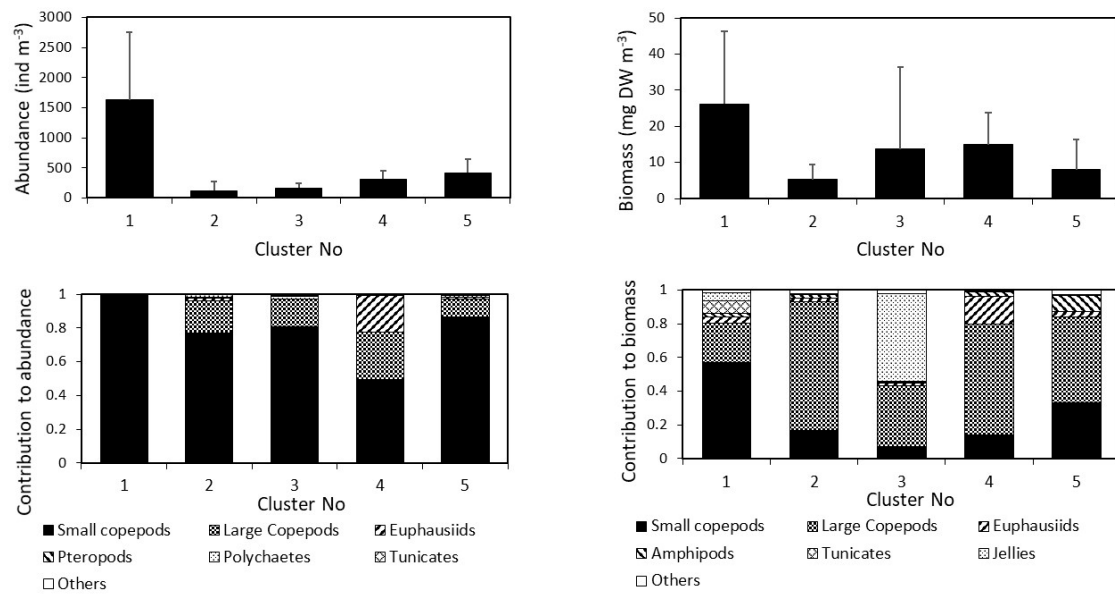 3000
2500
2000
1500
1000
500
0
Abundance (ind m-3)
1 2 3 4 5
Cluster No
50
40
30
20
10
0
Biomass (mg DW m-3)
1 2 3 4 5
Cluster No
1
0.8
0.6
0.4
0.2
0
Contribution to abundance
1 2 3 4 5
Cluster No
Small copepods Large Copepods Euphausiids
Pteropods Polychaetes Tunicates
Others
1
0.8
0.6
0.4
0.2
0
Contribution to biomass
1 2 3 4 5
Cluster No
Small copepods Large Copepods Euphausiids
Amphipods Tunicates Jellies
Others